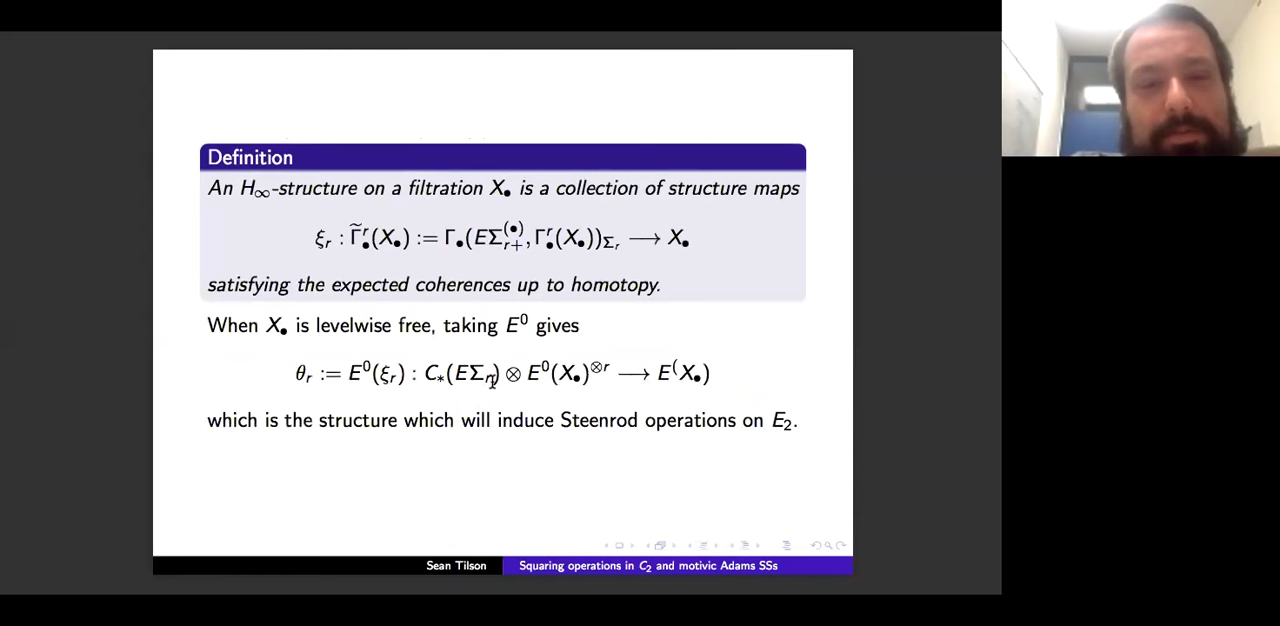 Definition
An H∞-structure on a filtration X• is a collection of structure maps
ξr : Γ̃•^r(X•) := Γ•(EΣ_{r+}^{(•)}, Γ•^r(X•))_{Σr} ⟶ X•
satisfying the expected coherences up to homotopy.
When X• is levelwise free, taking E⁰ gives
θr := E⁰(ξr) : C∗(EΣr) ⊗ E⁰(X•)^{⊗r} ⟶ E⁽X•)
which is the structure which will induce Steenrod operations on E₂.
Sean Tilson
Squaring operations in C₂ and motivic Adams SSs